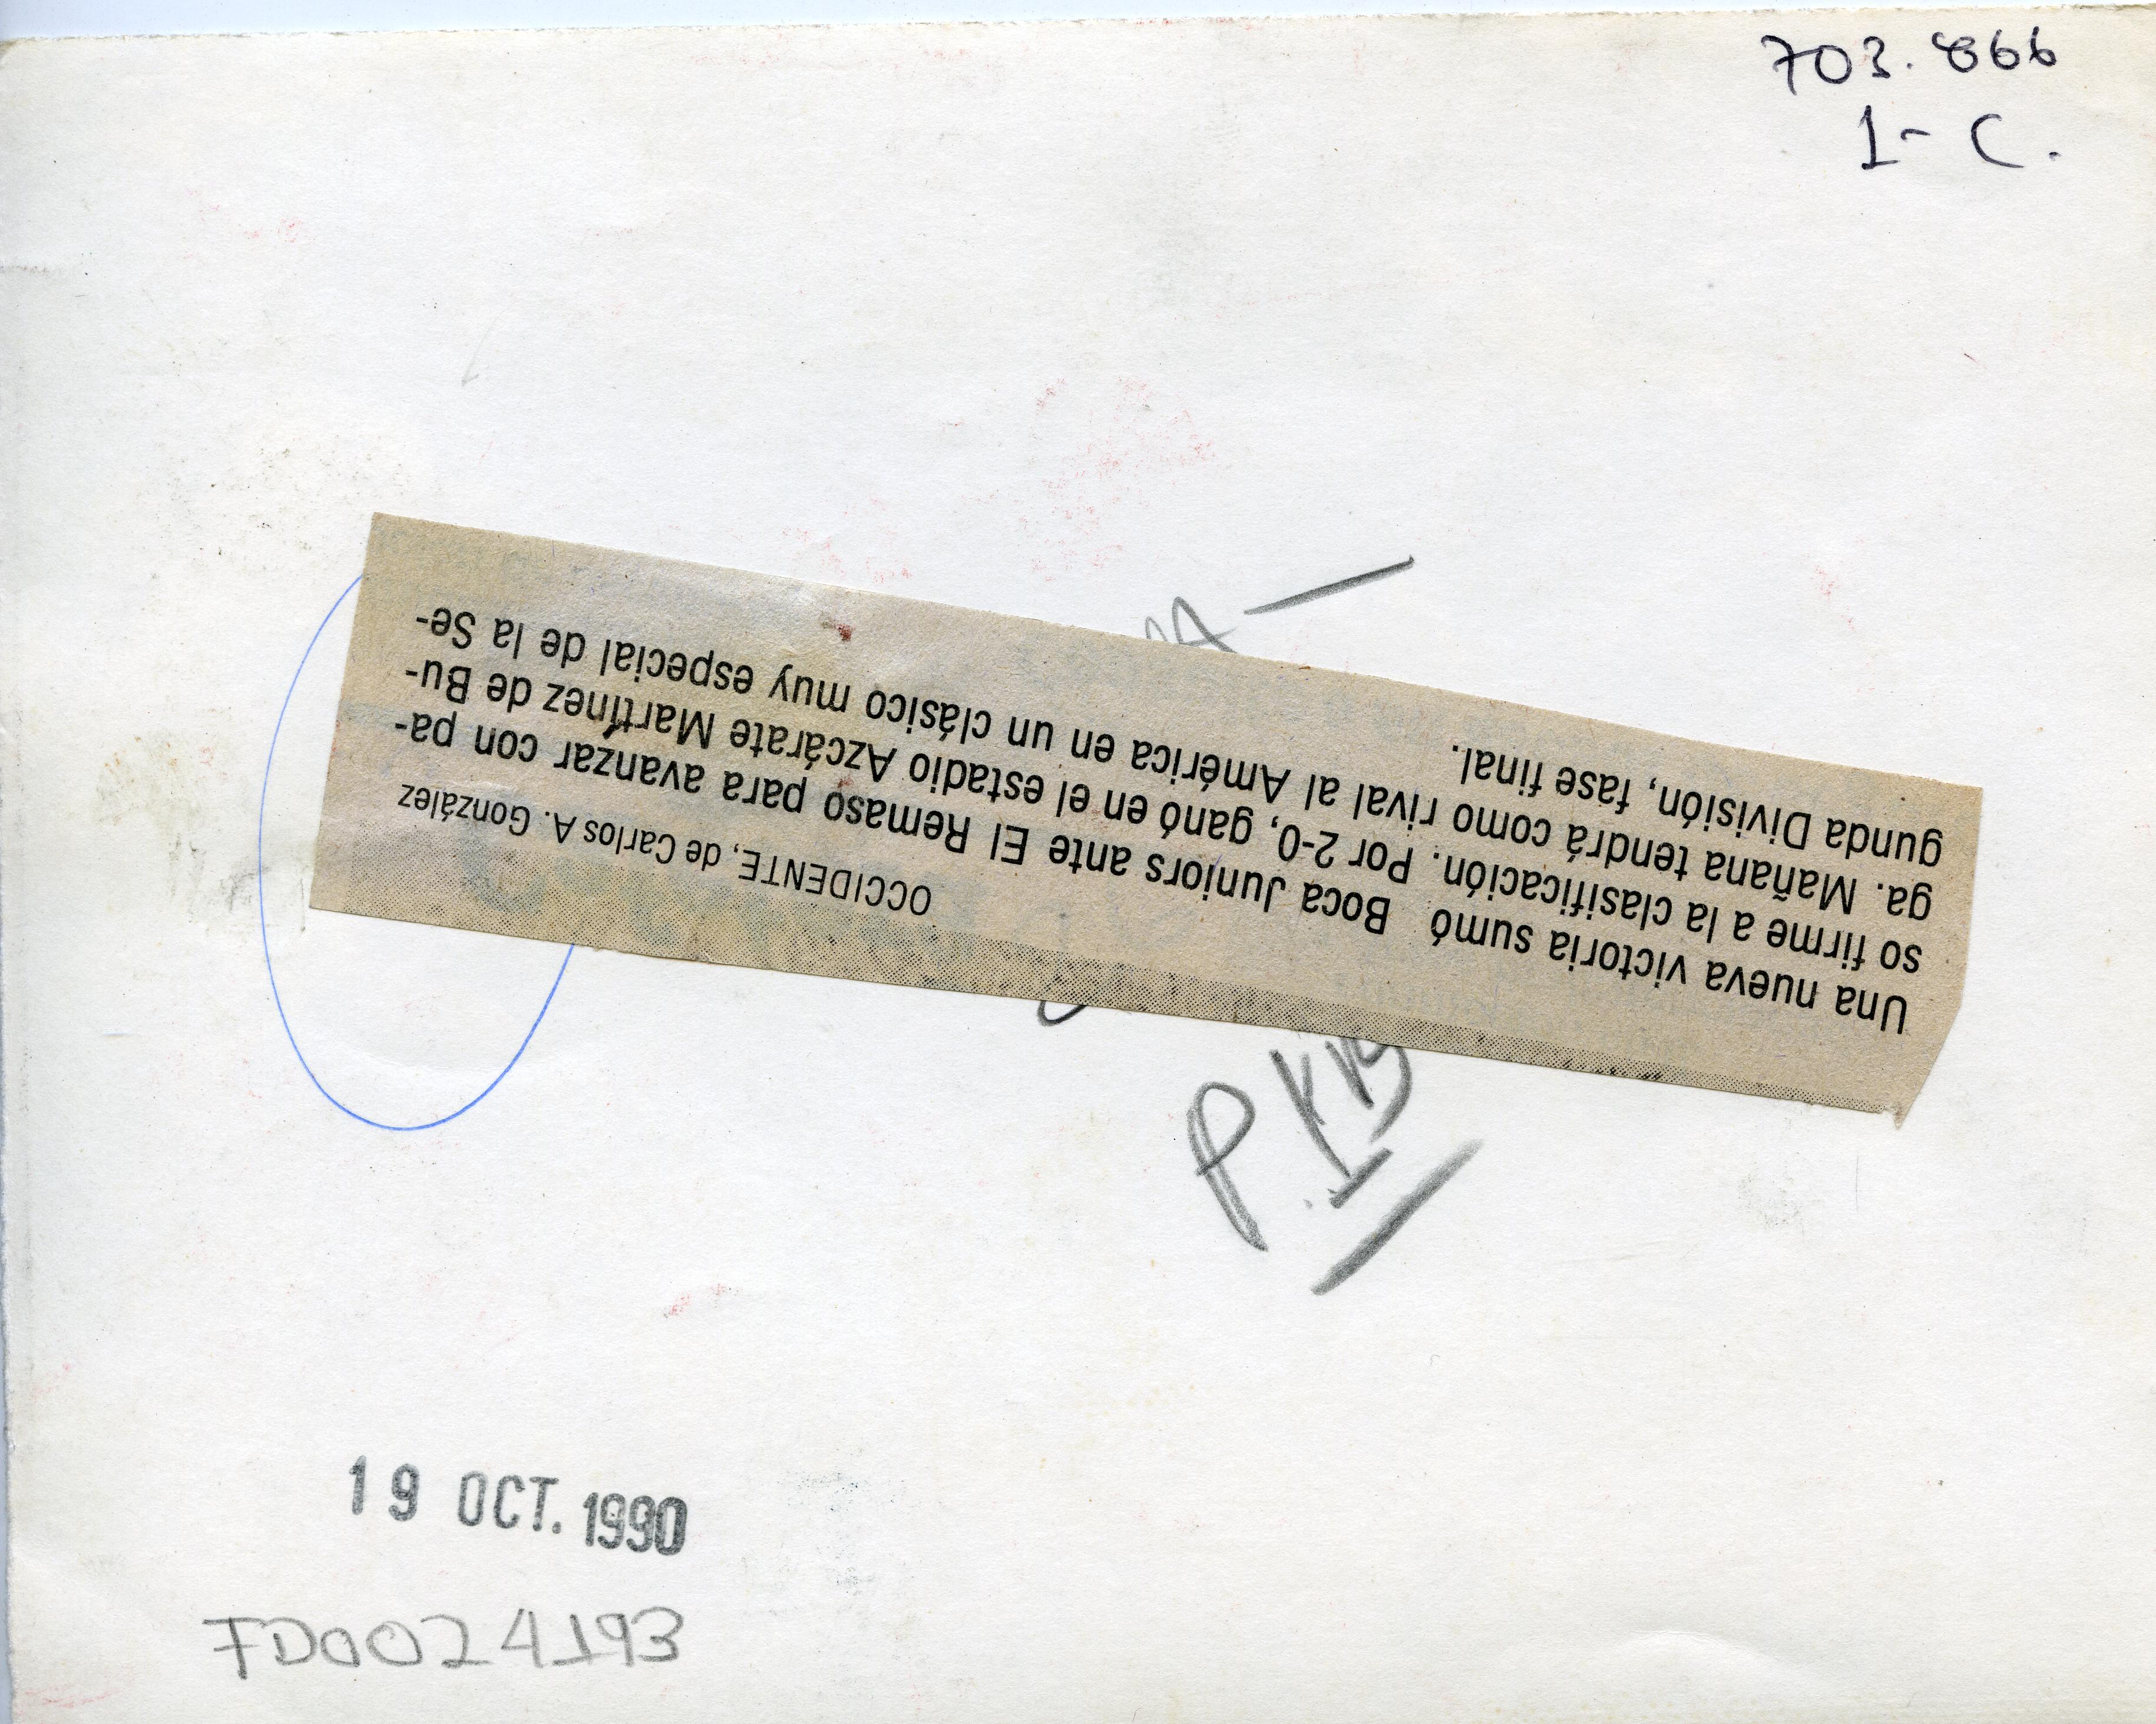 703.866
1- C.
OCCIDENTE, de Carlos A. González
Una nueva victoria sumó Boca Juniors ante El Remaso para avanzar con pa-
so firme a la clasificación. Por 2-0, ganó en el estadio Azcárate Martínez de Bu-
ga. Mañana tendrá como rival al América en un clásico muy especial de la Se-
gunda División, fase final.
19 OCT. 1990
FD0024193